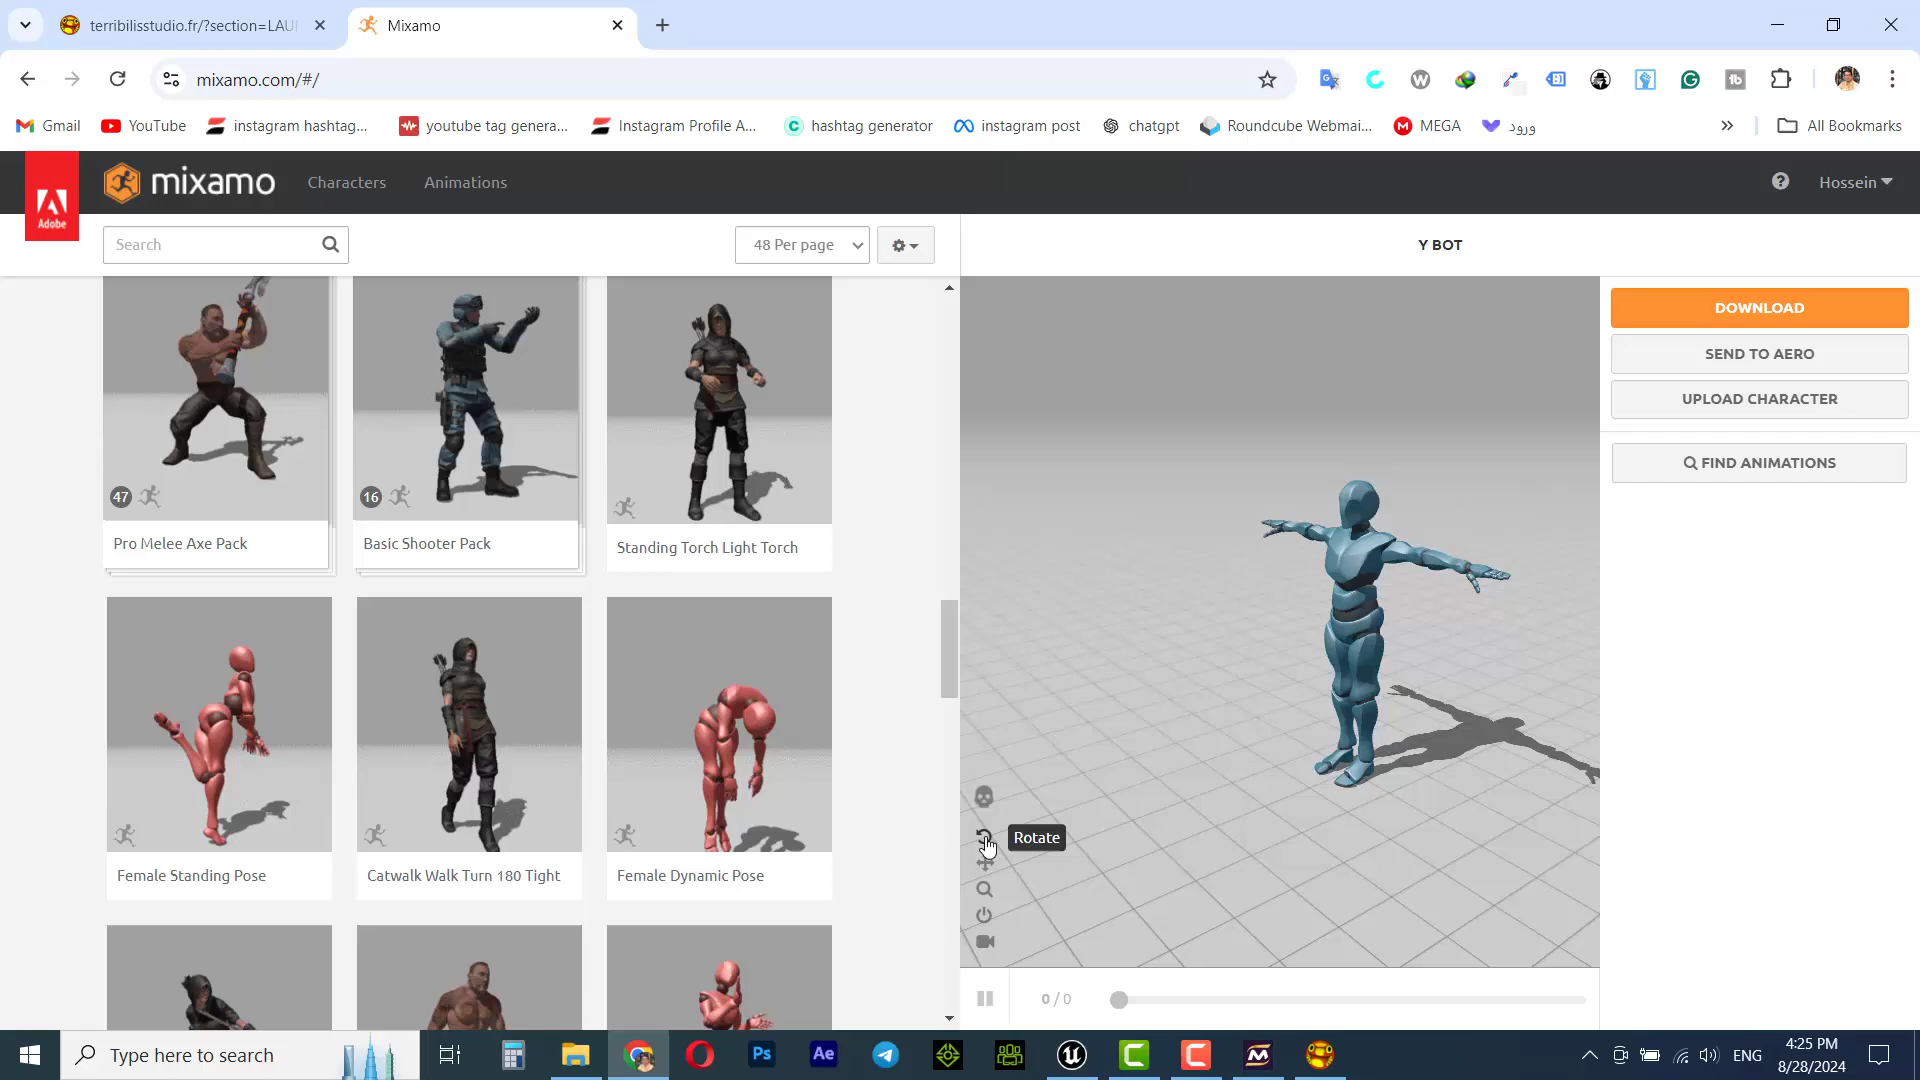 terribilisstudio.fr/?section=LAU
Mixamo
mixamo.com/#/
Gmail
YouTube
instagram hashtag...
youtube tag genera...
Instagram Profile A...
hashtag generator
instagram post
chatgpt
Roundcube Webmai...
MEGA
ورود
All Bookmarks
Adobe
mixamo
Characters
Animations
Hossein
Search
48 Per page
Y BOT
DOWNLOAD
SEND TO AERO
UPLOAD CHARACTER
FIND ANIMATIONS
47
16
Pro Melee Axe Pack
Basic Shooter Pack
Standing Torch Light Torch
Female Standing Pose
Catwalk Walk Turn 180 Tight
Female Dynamic Pose
Rotate
0 / 0
Type here to search
Ps
Ae
ENG
4:25 PM
8/28/2024